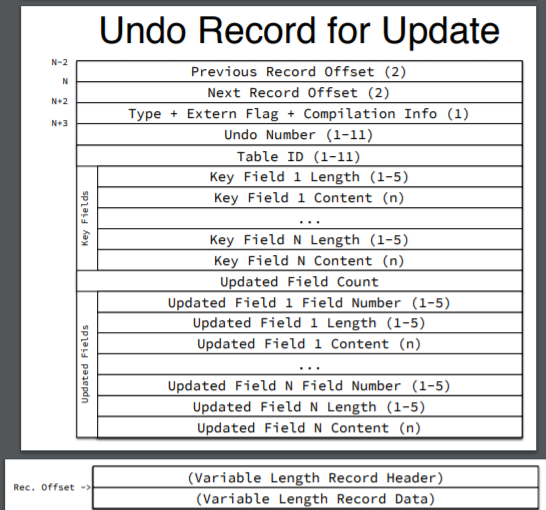 Undo Record for Update
N-2
Previous Record Offset (2)
N
Next Record Offset (2)
N+2
Type + Extern Flag + Compilation Info (1)
N+3
Undo Number (1-11)
Table ID (1-11)
Key Fields
Key Field 1 Length (1-5)
Key Field 1 Content (n)
...
Key Field N Length (1-5)
Key Field N Content (n)
Updated Field Count
Updated Fields
Updated Field 1 Field Number (1-5)
Updated Field 1 Length (1-5)
Updated Field 1 Content (n)
...
Updated Field N Field Number (1-5)
Updated Field N Length (1-5)
Updated Field N Content (n)
Rec. Offset ->
(Variable Length Record Header)
(Variable Length Record Data)